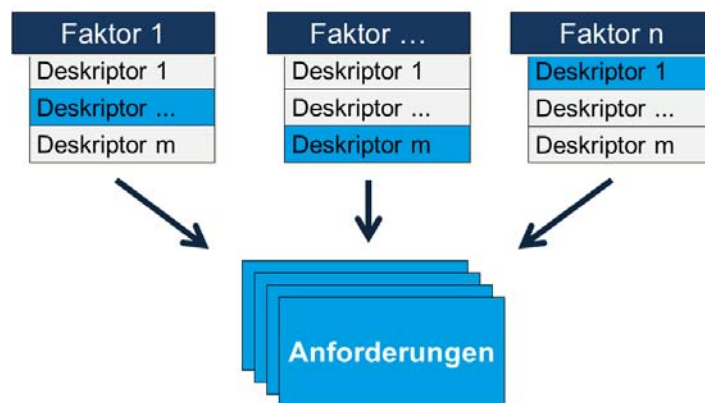 Faktor 1
Deskriptor 1
Deskriptor ...
Deskriptor m
Faktor ...
Deskriptor 1
Deskriptor ...
Deskriptor m
Faktor n
Deskriptor 1
Deskriptor ...
Deskriptor m
Anforderungen